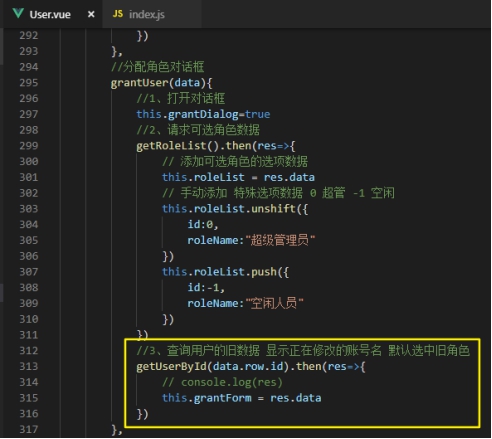 User.vue ×
JS index.js
292 })
293 },
294 //分配角色对话框
295 grantUser(data){
296 //1、打开对话框
297 this.grantDialog=true
298 //2、请求可选角色数据
299 getRoleList().then(res=>{
300 // 添加可选角色的选项数据
301 this.roleList = res.data
302 // 手动添加 特殊选项数据 0 超管 -1 空闲
303 this.roleList.unshift({
304 id:0,
305 roleName:"超级管理员"
306 })
307 this.roleList.push({
308 id:-1,
309 roleName:"空闲人员"
310 })
311 })
312 //3、查询用户的旧数据 显示正在修改的账号名 默认选中旧角色
313 getUserById(data.row.id).then(res=>{
314 // console.log(res)
315 this.grantForm = res.data
316 })
317 },